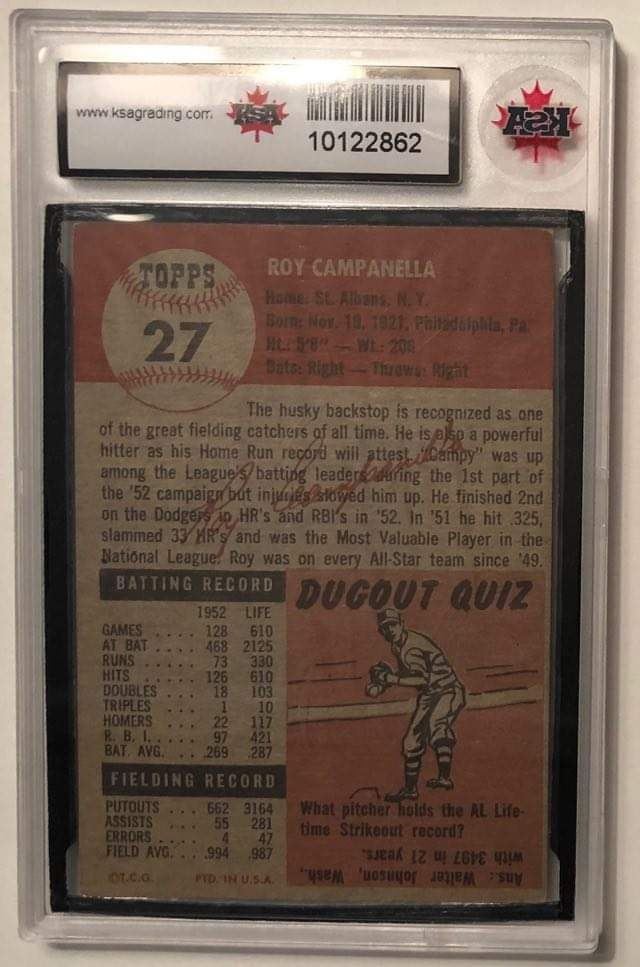 www.ksagrading.com
KSA
10122862
KSA
TOPPS
27
ROY CAMPANELLA
Home: St. Albans, N. Y.
Born: Nov. 19, 1921, Philadelphia, Pa.
Ht.: 5'8" — Wt.: 200
Bats: Right — Throws: Right
The husky backstop is recognized as one
of the great fielding catchers of all time. He is also a powerful
hitter as his Home Run record will attest. "Campy" was up
among the League's batting leaders during the 1st part of
the '52 campaign but injuries slowed him up. He finished 2nd
on the Dodgers in HR's and RBI's in '52. In '51 he hit .325,
slammed 33 HR's and was the Most Valuable Player in the
National League. Roy was on every All-Star team since '49.
Roy Campanella
BATTING RECORD
1952 LIFE
GAMES .... 128 610
AT BAT .... 468 2125
RUNS ..... 73 330
HITS ..... 126 610
DOUBLES ... 18 103
TRIPLES ... 1 10
HOMERS ... 22 117
R. B. I. .... 97 421
BAT. AVG. .. .269 .287
FIELDING RECORD
PUTOUTS ... 662 3164
ASSISTS ... 55 281
ERRORS .... 4 47
FIELD AVG. .. .994 .987
©T.C.G. PTD. IN U.S.A.
DUGOUT QUIZ
What pitcher holds the AL Life-
time Strikeout record?
Ans.: Walter Johnson, Wash.,
with 3497 in 21 years.